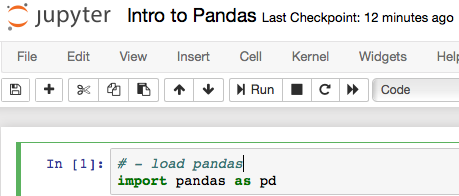 jupyter Intro to Pandas Last Checkpoint: 12 minutes ago
File Edit View Insert Cell Kernel Widgets Help
Run Code
In [1]: # - load pandas
import pandas as pd